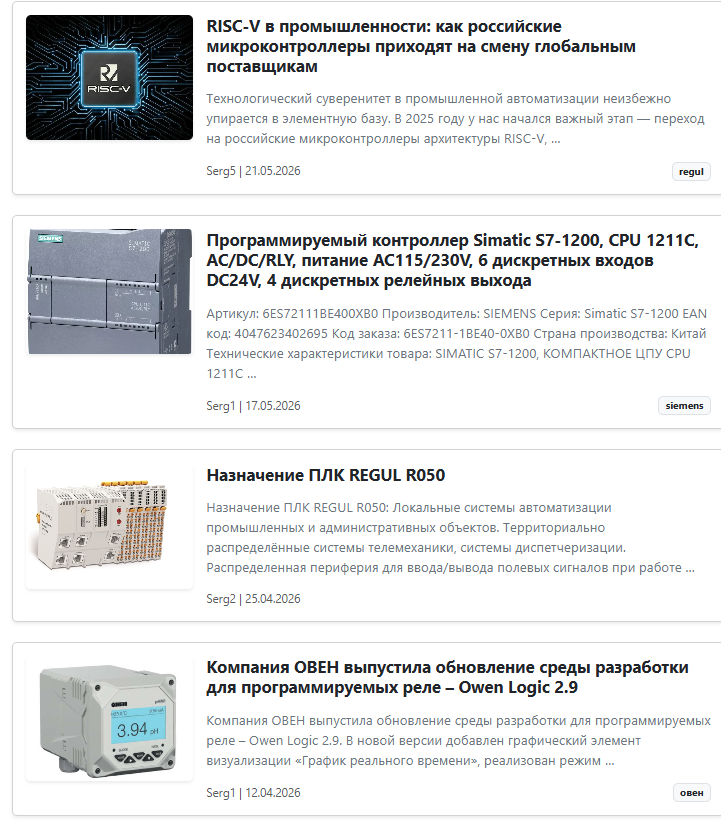 RISC-V в промышленности: как российские
микроконтроллеры приходят на смену глобальным
поставщикам
RISC-V
Технологический суверенитет в промышленной автоматизации неизбежно
упирается в элементную базу. В 2025 году у нас начался важный этап — переход
на российские микроконтроллеры архитектуры RISC-V, ...
Serg5 | 21.05.2026
regul
SIEMENS
Программируемый контроллер Simatic S7-1200, CPU 1211C,
AC/DC/RLY, питание AC115/230V, 6 дискретных входов
DC24V, 4 дискретных релейных выхода
Артикул: 6ES72111BE400XB0 Производитель: SIEMENS Серия: Simatic S7-1200 EAN
код: 4047623402695 Код заказа: 6ES7211-1BE40-0XB0 Страна производства: Китай
Технические характеристики товара: SIMATIC S7-1200, КОМПАКТНОЕ ЦПУ CPU
1211C ...
Serg1 | 17.05.2026
siemens
Назначение ПЛК REGUL R050
Назначение ПЛК REGUL R050: Локальные системы автоматизации
промышленных и административных объектов. Территориально
распределённые системы телемеханики, системы диспетчеризации.
Распределенная периферия для ввода/вывода полевых сигналов при работе ...
Serg2 | 25.04.2026
Компания ОВЕН выпустила обновление среды разработки
для программируемых реле – Owen Logic 2.9
3.94 pH
Компания ОВЕН выпустила обновление среды разработки для программируемых
реле – Owen Logic 2.9. В новой версии добавлен графический элемент
визуализации «График реального времени», реализован режим ...
Serg1 | 12.04.2026
овен